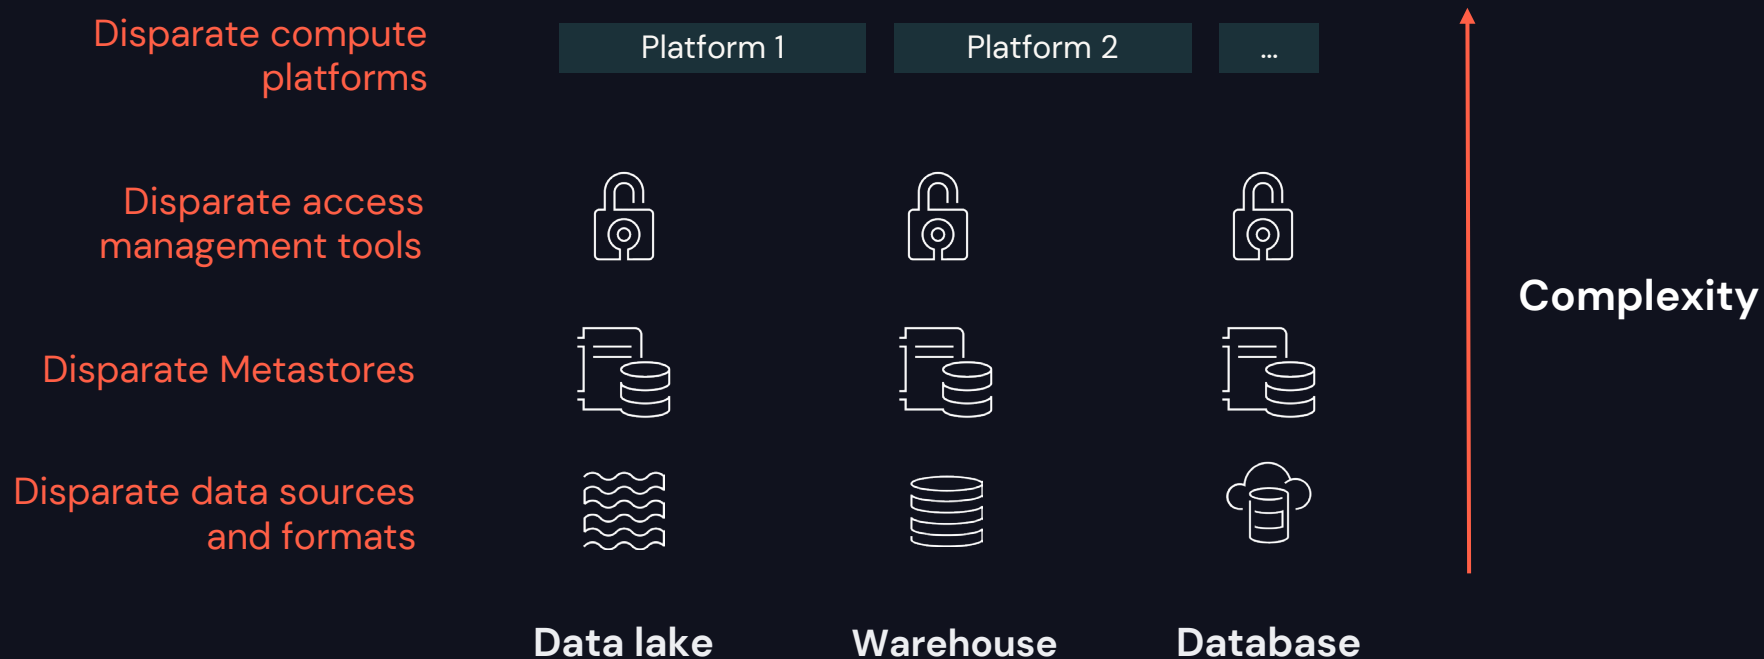 Disparate compute
platforms
Platform 1
Platform 2
...
Disparate access
management tools
Complexity
Disparate Metastores
Disparate data sources
and formats
Data lake
Warehouse
Database